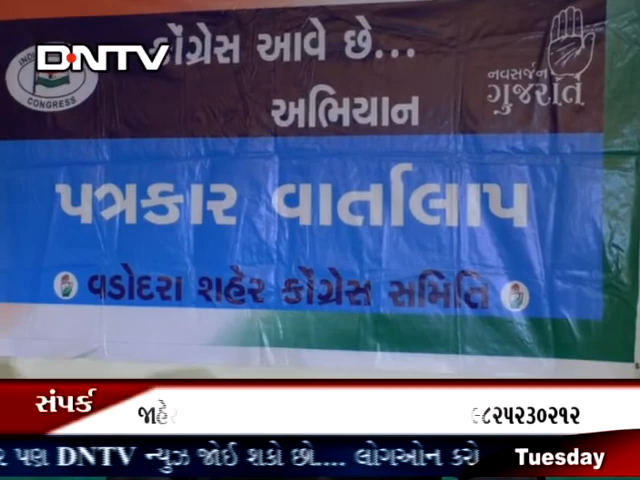 DNTV
કોંગ્રેસ આવે છે...
અભિયાન
CONGRESS
નવસર્જન
ગુજરાત
પત્રકાર વાર્તાલાપ
વડોદરા શહેર કોંગ્રેસ સમિતિ
સંપર્ક
૯૮૨૫૨૩૦૨૧૨
પણ DNTV ન્યુઝ જોઈ શકો છો.... લોગઓન કરો
Tuesday